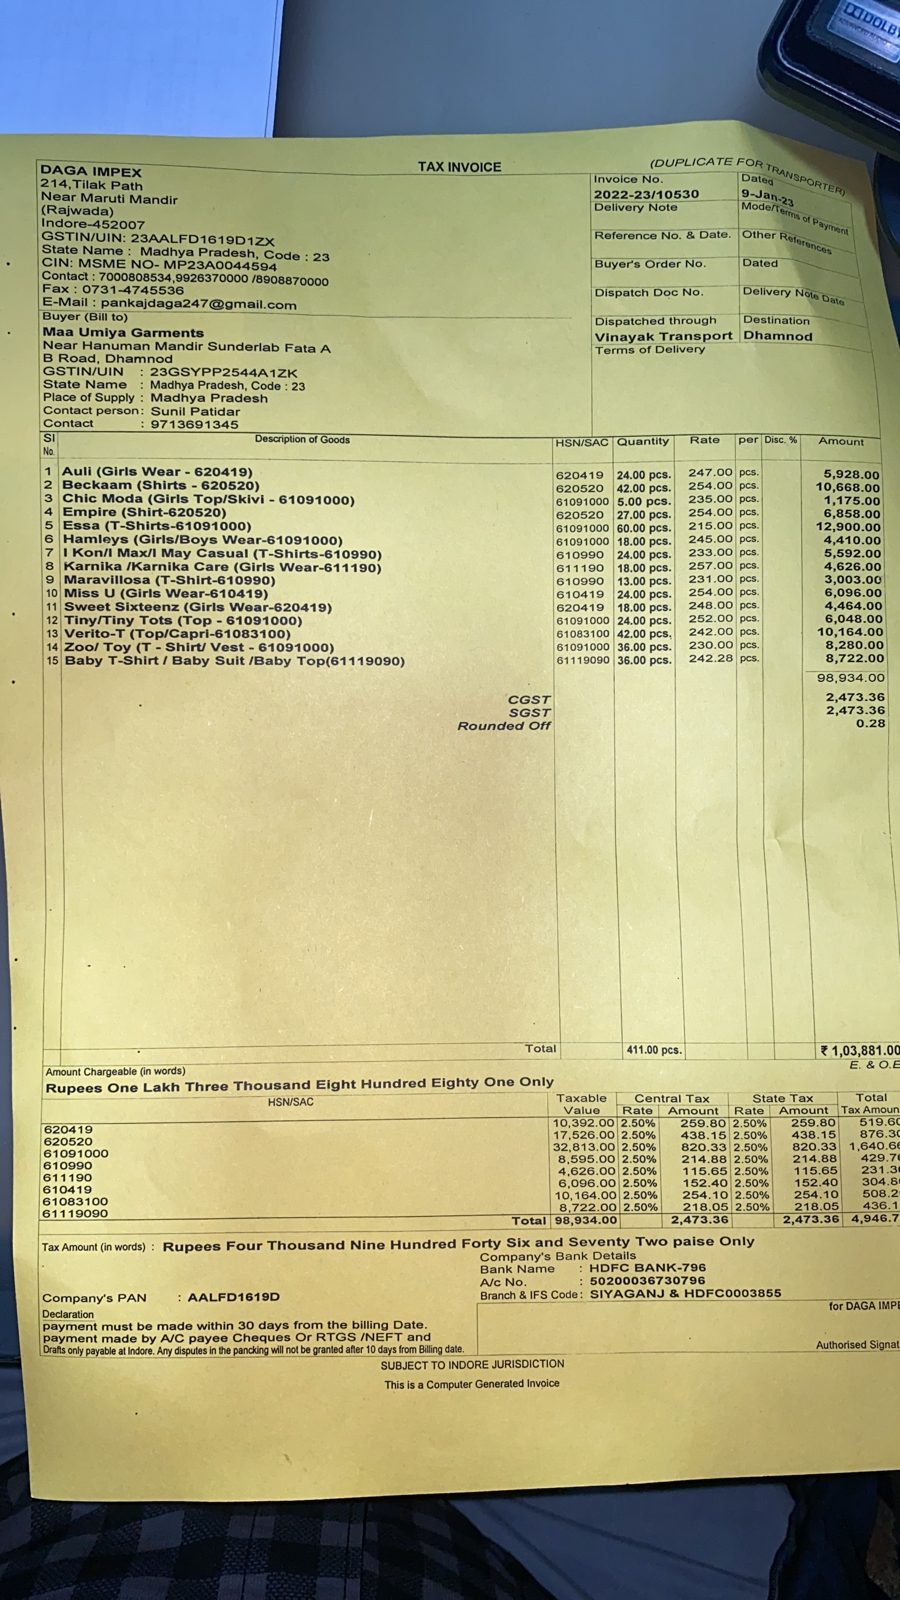 DOLBY
TAX INVOICE
(DUPLICATE FOR TRANSPORTER)
DAGA IMPEX
214,Tilak Path
Near Maruti Mandir
(Rajwada)
Indore-452007
GSTIN/UIN: 23AALFD1619D1ZX
State Name : Madhya Pradesh, Code : 23
CIN: MSME NO- MP23A0044594
Contact : 7000808534,9926370000 /8908870000
Fax : 0731-4745536
E-Mail : pankajdaga247@gmail.com
Invoice No. Dated
2022-23/10530 9-Jan-23
Delivery Note Mode/Terms of Payment
Reference No. & Date. Other References
Buyer's Order No. Dated
Dispatch Doc No. Delivery Note Date
Dispatched through Destination
Vinayak Transport Dhamnod
Terms of Delivery
Buyer (Bill to)
Maa Umiya Garments
Near Hanuman Mandir Sunderlab Fata A
B Road, Dhamnod
GSTIN/UIN : 23GSYPP2544A1ZK
State Name : Madhya Pradesh, Code : 23
Place of Supply : Madhya Pradesh
Contact person : Sunil Patidar
Contact : 9713691345
Sl No. Description of Goods HSN/SAC Quantity Rate per Disc. % Amount
1 Auli (Girls Wear - 620419) 620419 24.00 pcs. 247.00 pcs. 5,928.00
2 Beckaam (Shirts - 620520) 620520 42.00 pcs. 254.00 pcs. 10,668.00
3 Chic Moda (Girls Top/Skivi - 61091000) 61091000 5.00 pcs. 235.00 pcs. 1,175.00
4 Empire (Shirt-620520) 620520 27.00 pcs. 254.00 pcs. 6,858.00
5 Essa (T-Shirts-61091000) 61091000 60.00 pcs. 215.00 pcs. 12,900.00
6 Hamleys (Girls/Boys Wear-61091000) 61091000 18.00 pcs. 245.00 pcs. 4,410.00
7 I Kon/I Max/I May Casual (T-Shirts-610990) 610990 24.00 pcs. 233.00 pcs. 5,592.00
8 Karnika /Karnika Care (Girls Wear-611190) 611190 18.00 pcs. 257.00 pcs. 4,626.00
9 Maravillosa (T-Shirt-610990) 610990 13.00 pcs. 231.00 pcs. 3,003.00
10 Miss U (Girls Wear-610419) 610419 24.00 pcs. 254.00 pcs. 6,096.00
11 Sweet Sixteenz (Girls Wear-620419) 620419 18.00 pcs. 248.00 pcs. 4,464.00
12 Tiny/Tiny Tots (Top - 61091000) 61091000 24.00 pcs. 252.00 pcs. 6,048.00
13 Verito-T (Top/Capri-61083100) 61083100 42.00 pcs. 242.00 pcs. 10,164.00
14 Zoo/ Toy (T - Shirt/ Vest - 61091000) 61091000 36.00 pcs. 230.00 pcs. 8,280.00
15 Baby T-Shirt / Baby Suit /Baby Top(61119090) 61119090 36.00 pcs. 242.28 pcs. 8,722.00
98,934.00
CGST 2,473.36
SGST 2,473.36
Rounded Off 0.28
Total 411.00 pcs. ₹ 1,03,881.00
Amount Chargeable (in words) E. & O.E
Rupees One Lakh Three Thousand Eight Hundred Eighty One Only
HSN/SAC Taxable Value Central Tax State Tax Total
Rate Amount Rate Amount Tax Amoun
620419 10,392.00 2.50% 259.80 2.50% 259.80 519.60
620520 17,526.00 2.50% 438.15 2.50% 438.15 876.30
61091000 32,813.00 2.50% 820.33 2.50% 820.33 1,640.66
610990 8,595.00 2.50% 214.88 2.50% 214.88 429.76
611190 4,626.00 2.50% 115.65 2.50% 115.65 231.3
610419 6,096.00 2.50% 152.40 2.50% 152.40 304.8
61083100 10,164.00 2.50% 254.10 2.50% 254.10 508.2
61119090 8,722.00 2.50% 218.05 2.50% 218.05 436.1
Total 98,934.00 2,473.36 2,473.36 4,946.7
Tax Amount (in words) : Rupees Four Thousand Nine Hundred Forty Six and Seventy Two paise Only
Company's Bank Details
Bank Name : HDFC BANK-796
A/c No. : 50200036730796
Company's PAN : AALFD1619D Branch & IFS Code : SIYAGANJ & HDFC0003855
Declaration for DAGA IMPE
payment must be made within 30 days from the billing Date.
payment made by A/C payee Cheques Or RTGS /NEFT and
Drafts only payable at Indore. Any disputes in the pancking will not be granted after 10 days from Billing date. Authorised Signat
SUBJECT TO INDORE JURISDICTION
This is a Computer Generated Invoice